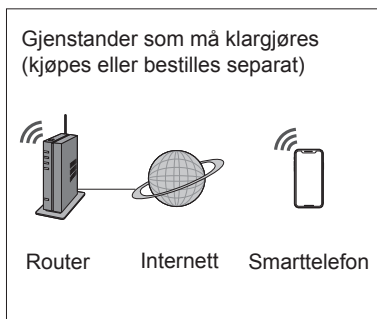 Gjenstander som må klargjøres
(kjøpes eller bestilles separat)
Router Internett Smarttelefon